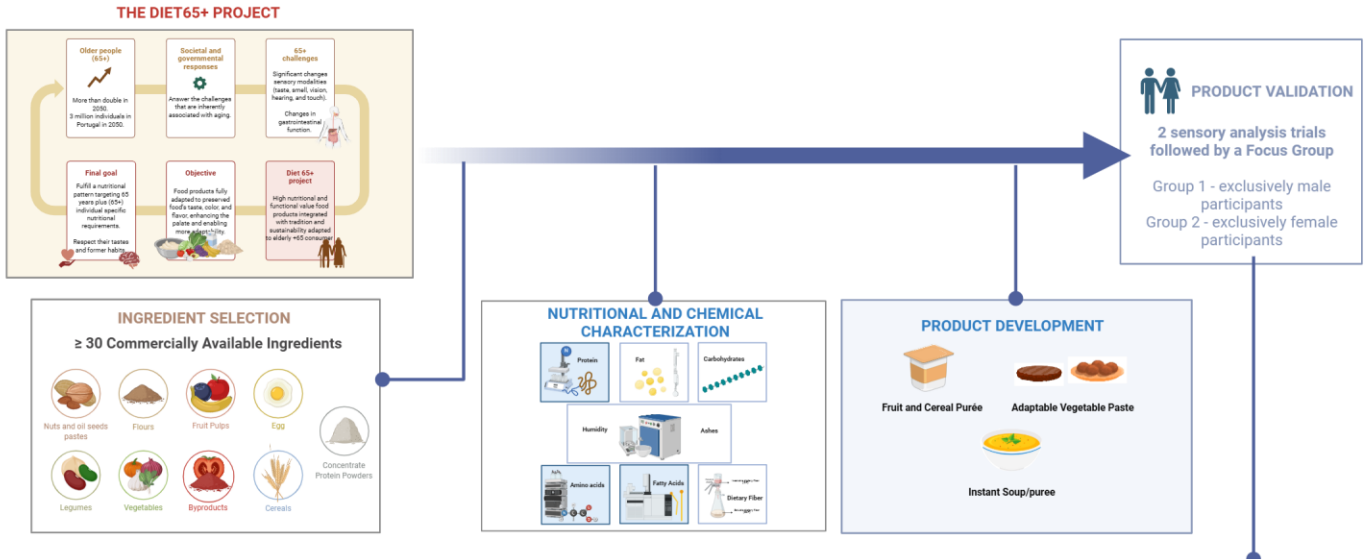 THE DIET65+ PROJECT
Older people
(65+)
More than double in
2050.
3 million individuals in
Portugal in 2050.
Societal and
governmental
responses
Answer the challenges
that are inherently
associated with aging.
65+
challenges
Significant changes
sensory modalities
(taste, smell, vision,
hearing, and touch).
Changes in
gastrointestinal
function.
Final goal
Fulfill a nutritional
pattern targeting 65
years plus (65+)
individual specific
nutritional
requirements.
Respect their tastes
and former habits
Objective
Food products fully
adapted to preserved
food's taste, color, and
flavor, enhancing the
palate and enabling
more adaptability.
Diet 65+
project
High nutritional and
functional value food
products integrated
with tradition and
sustainability adapted
to elderly +65 consumer
PRODUCT VALIDATION
2 sensory analysis trials
followed by a Focus Group
Group 1 - exclusively male
participants
Group 2 - exclusively female
participants
INGREDIENT SELECTION
≥ 30 Commercially Available Ingredients
Nuts and oil seeds
pastes
Flours
Fruit Pulps
Egg
Concentrate
Protein Powders
Legumes
Vegetables
Byproducts
Cereals
NUTRITIONAL AND CHEMICAL
CHARACTERIZATION
Protein
Fat
Carbohydrates
Humidity
Ashes
Amino acids
Fatty Acids
Dietary Fiber
PRODUCT DEVELOPMENT
Fruit and Cereal Purée
Adaptable Vegetable Paste
Instant Soup/puree